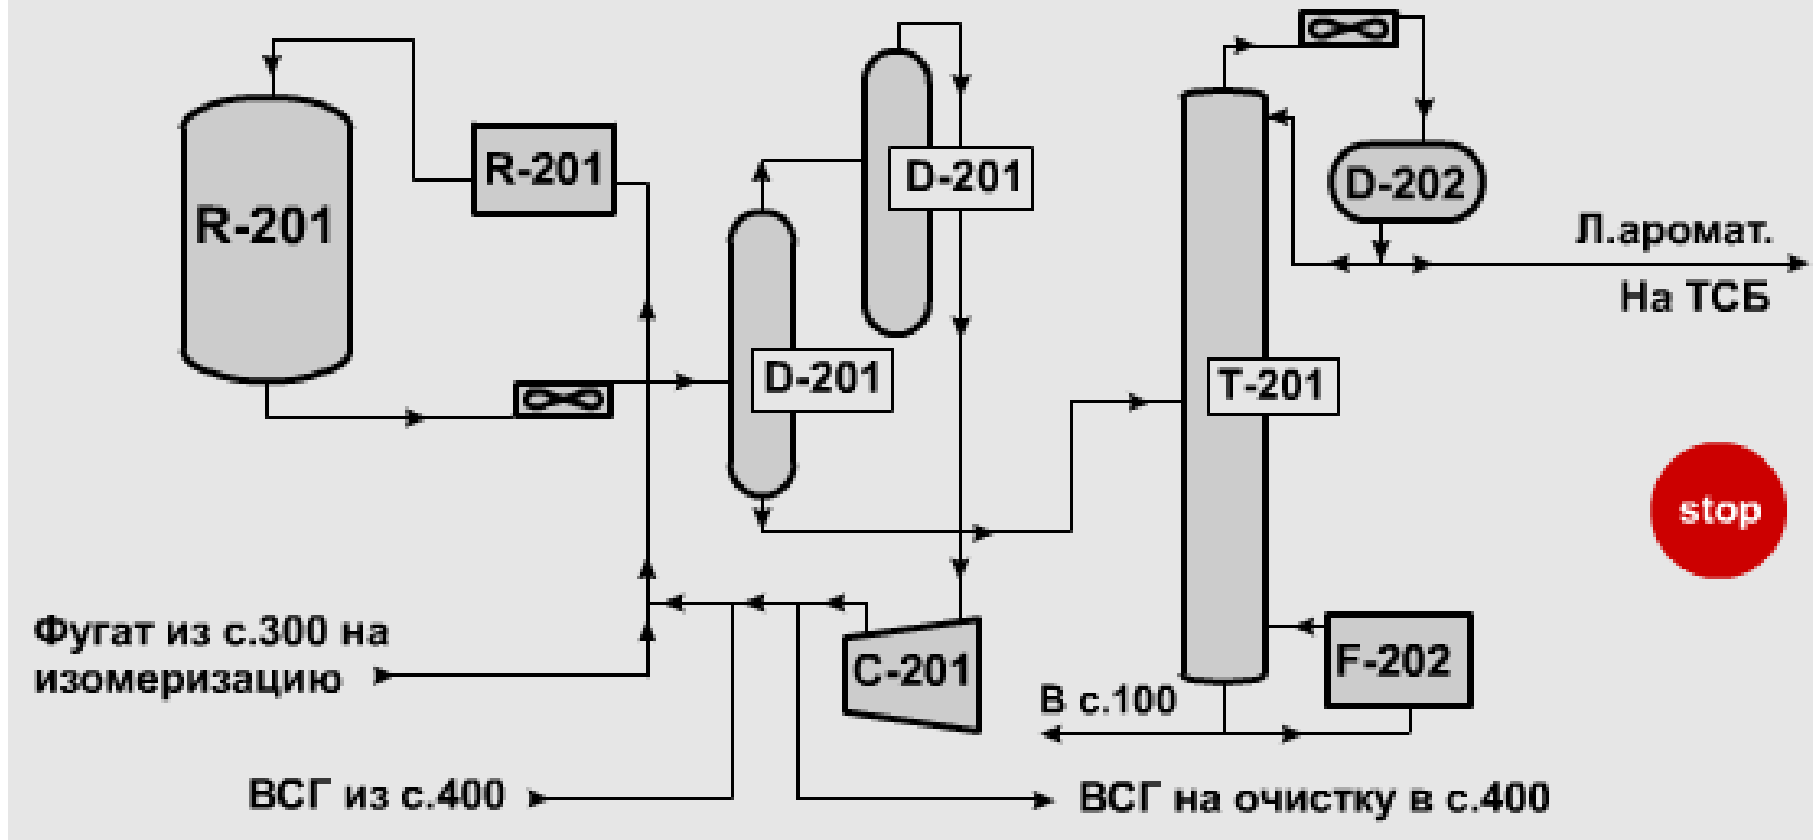 R-201
R-201
D-201
D-202
Л.аромат.
На ТСБ
D-201
T-201
stop
Фугат из с.300 на
изомеризацию
C-201
F-202
В с.100
ВСГ из с.400
ВСГ на очистку в с.400